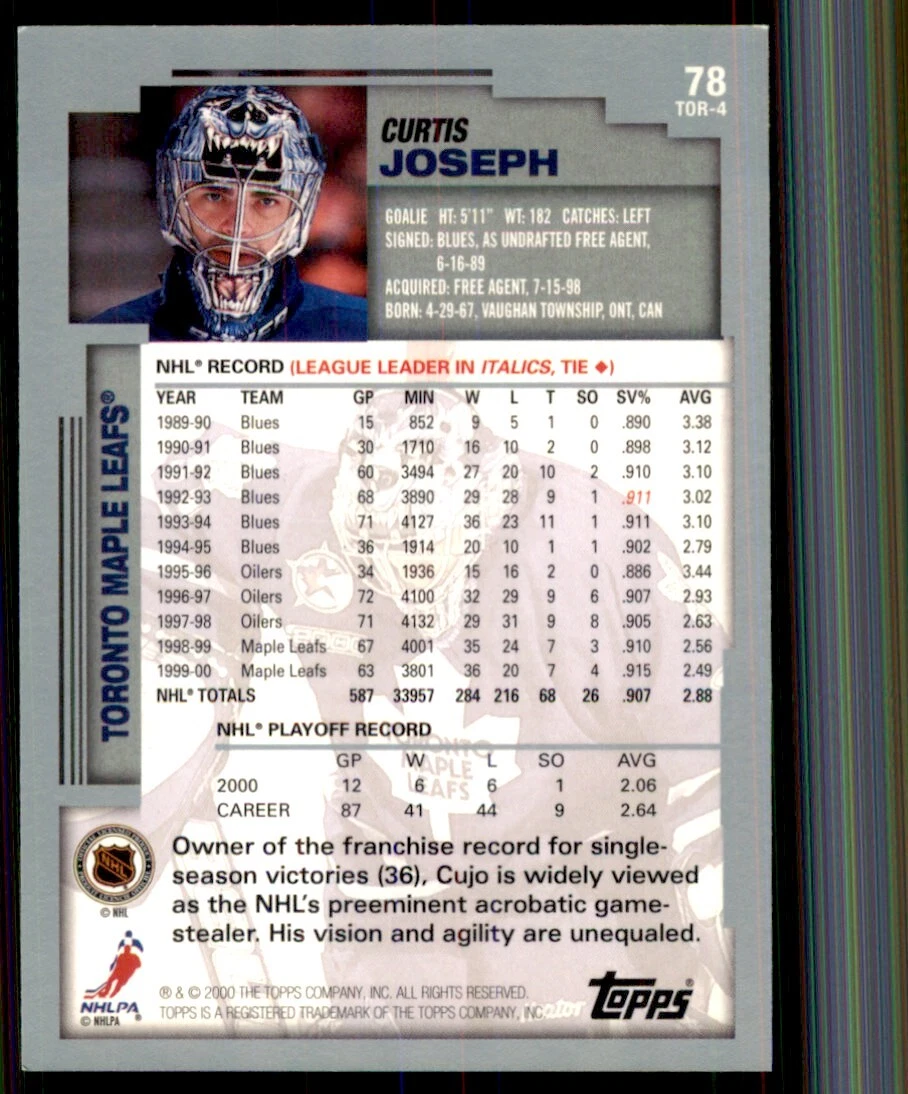 78
TOR-4
CURTIS
JOSEPH
GOALIE HT: 5'11" WT: 182 CATCHES: LEFT
SIGNED: BLUES, AS UNDRAFTED FREE AGENT,
6-16-89
ACQUIRED: FREE AGENT, 7-15-98
BORN: 4-29-67, VAUGHAN TOWNSHIP, ONT, CAN
TORONTO MAPLE LEAFS®
NHL® RECORD (LEAGUE LEADER IN ITALICS, TIE ◆)
YEAR TEAM GP MIN W L T SO SV% AVG
1989-90 Blues 15 852 9 5 1 0 .890 3.38
1990-91 Blues 30 1710 16 10 2 0 .898 3.12
1991-92 Blues 60 3494 27 20 10 2 .910 3.10
1992-93 Blues 68 3890 29 28 9 1 .911 3.02
1993-94 Blues 71 4127 36 23 11 1 .911 3.10
1994-95 Blues 36 1914 20 10 1 1 .902 2.79
1995-96 Oilers 34 1936 15 16 2 0 .886 3.44
1996-97 Oilers 72 4100 32 29 9 6 .907 2.93
1997-98 Oilers 71 4132 29 31 9 8 .905 2.63
1998-99 Maple Leafs 67 4001 35 24 7 3 .910 2.56
1999-00 Maple Leafs 63 3801 36 20 7 4 .915 2.49
NHL® TOTALS 587 33957 284 216 68 26 .907 2.88
NHL® PLAYOFF RECORD
GP W L SO AVG
2000 12 6 6 1 2.06
CAREER 87 41 44 9 2.64
TORONTO
MAPLE
LEAFS
Owner of the franchise record for single-
season victories (36), Cujo is widely viewed
as the NHL's preeminent acrobatic game-
stealer. His vision and agility are unequaled.
NHL
© NHL
NHLPA®
© NHLPA
® & © 2000 THE TOPPS COMPANY, INC. ALL RIGHTS RESERVED.
TOPPS IS A REGISTERED TRADEMARK OF THE TOPPS COMPANY, INC.
topps®